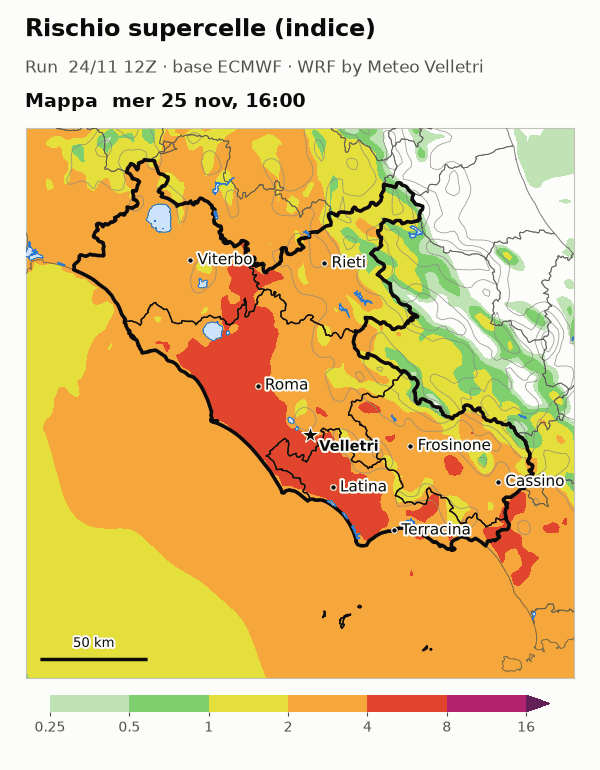 Rischio supercelle (indice)
Run 24/11 12Z · base ECMWF · WRF by Meteo Velletri
Mappa mer 25 nov, 16:00
Viterbo
Rieti
Roma
Velletri
Frosinone
Latina
Cassino
Terracina
50 km
0.25 0.5 1 2 4 8 16